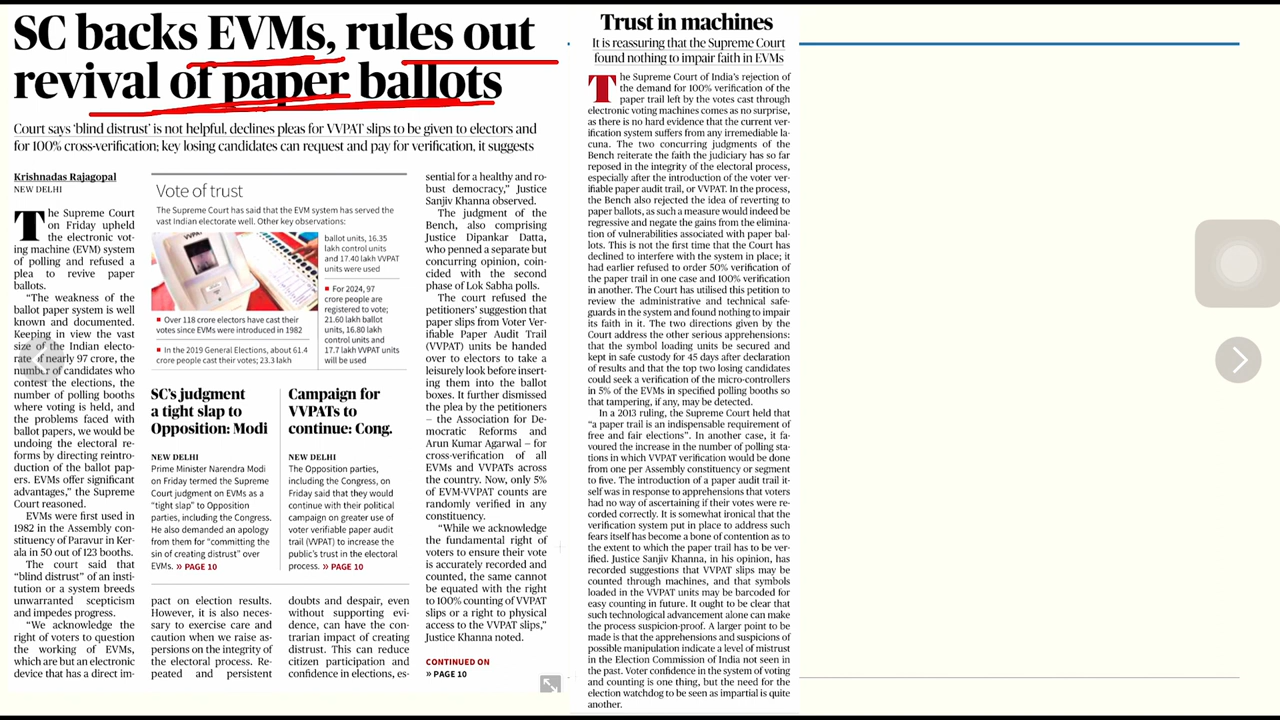 SC backs EVMs, rules out
revival of paper ballots
Court says ‘blind distrust’ is not helpful, declines pleas for VVPAT slips to be given to electors and
for 100% cross-verification; key losing candidates can request and pay for verification, it suggests
Krishnadas Rajagopal
NEW DELHI
The Supreme Court
on Friday upheld
the electronic vot-
ing machine (EVM) system
of polling and refused a
plea to revive paper
ballots.
“The weakness of the
ballot paper system is well
known and documented.
Keeping in view the vast
size of the Indian electo-
rate of nearly 97 crore, the
number of candidates who
contest the elections, the
number of polling booths
where voting is held, and
the problems faced with
ballot papers, we would be
undoing the electoral re-
forms by directing reintro-
duction of the ballot pap-
ers. EVMs offer significant
advantages,” the Supreme
Court reasoned.
EVMs were first used in
1982 in the Assembly con-
stituency of Paravur in Ker-
ala in 50 out of 123 booths.
The court said that
“blind distrust” of an insti-
tution or a system breeds
unwarranted scepticism
and impedes progress.
“We acknowledge the
right of voters to question
the working of EVMs,
which are but an electronic
device that has a direct im-
Vote of trust
The Supreme Court has said that the EVM system has served the
vast Indian electorate well. Other key observations:
■ Over 118 crore electors have cast their
votes since EVMs were introduced in 1982
■ In the 2019 General Elections, about 61.4
crore people cast their votes; 23.3 lakh
ballot units, 16.35
lakh control units
and 17.40 lakh VVPAT
units were used
■ For 2024, 97
crore people are
registered to vote;
21.60 lakh ballot
units, 16.80 lakh
control units and
17.7 lakh VVPAT units
will be used
SC’s judgment
a tight slap to
Opposition: Modi
NEW DELHI
Prime Minister Narendra Modi
on Friday termed the Supreme
Court judgment on EVMs as a
“tight slap” to Opposition
parties, including the Congress.
He also demanded an apology
from them for “committing the
sin of creating distrust” over
EVMs. » PAGE 10
Campaign for
VVPATs to
continue: Cong.
NEW DELHI
The Opposition parties,
including the Congress, on
Friday said that they would
continue with their political
campaign on greater use of
voter verifiable paper audit
trail (VVPAT) to increase the
public’s trust in the electoral
process. » PAGE 10
pact on election results.
However, it is also neces-
sary to exercise care and
caution when we raise as-
persions on the integrity of
the electoral process. Re-
peated and persistent
doubts and despair, even
without supporting evi-
dence, can have the con-
trarian impact of creating
distrust. This can reduce
citizen participation and
confidence in elections, es-
sential for a healthy and ro-
bust democracy,” Justice
Sanjiv Khanna observed.
The judgment of the
Bench, also comprising
Justice Dipankar Datta,
who penned a separate but
concurring opinion, coin-
cided with the second
phase of Lok Sabha polls.
The court refused the
petitioners’ suggestion that
paper slips from Voter Ver-
ifiable Paper Audit Trail
(VVPAT) units be handed
over to electors to take a
leisurely look before insert-
ing them into the ballot
boxes. It further dismissed
the plea by the petitioners
– the Association for De-
mocratic Reforms and
Arun Kumar Agarwal – for
cross-verification of all
EVMs and VVPATs across
the country. Now, only 5%
of EVM-VVPAT counts are
randomly verified in any
constituency.
“While we acknowledge
the fundamental right of
voters to ensure their vote
is accurately recorded and
counted, the same cannot
be equated with the right
to 100% counting of VVPAT
slips or a right to physical
access to the VVPAT slips,”
Justice Khanna noted.
CONTINUED ON
» PAGE 10
Trust in machines
It is reassuring that the Supreme Court
found nothing to impair faith in EVMs
The Supreme Court of India’s rejection of
the demand for 100% verification of the
paper trail left by the votes cast through
electronic voting machines comes as no surprise,
as there is no hard evidence that the current ver-
ification system suffers from any irremediable la-
cuna. The two concurring judgments of the
Bench reiterate the faith the judiciary has so far
reposed in the integrity of the electoral process,
especially after the introduction of the voter ver-
ifiable paper audit trail, or VVPAT. In the process,
the Bench also rejected the idea of reverting to
paper ballots, as such a measure would indeed be
regressive and negate the gains from the elimina-
tion of vulnerabilities associated with paper bal-
lots. This is not the first time that the Court has
declined to interfere with the system in place; it
had earlier refused to order 50% verification of
the paper trail in one case and 100% verification
in another. The Court has utilised this petition to
review the administrative and technical safe-
guards in the system and found nothing to impair
its faith in it. The two directions given by the
Court address the other serious apprehensions:
that the symbol loading units be secured and
kept in safe custody for 45 days after declaration
of results and that the top two losing candidates
could seek a verification of the micro-controllers
in 5% of the EVMs in specified polling booths so
that tampering, if any, may be detected.
In a 2013 ruling, the Supreme Court held that
“a paper trail is an indispensable requirement of
free and fair elections”. In another case, it fa-
voured the increase in the number of polling sta-
tions in which VVPAT verification would be done
from one per Assembly constituency or segment
to five. The introduction of a paper audit trail it-
self was in response to apprehensions that voters
had no way of ascertaining if their votes were re-
corded correctly. It is somewhat ironical that the
verification system put in place to address such
fears itself has become a bone of contention as to
the extent to which the paper trail has to be ver-
ified. Justice Sanjiv Khanna, in his opinion, has
recorded suggestions that VVPAT slips may be
counted through machines, and that symbols
loaded in the VVPAT units may be barcoded for
easy counting in future. It ought to be clear that
such technological advancement alone can make
the process suspicion-proof. A larger point to be
made is that the apprehensions and suspicions of
possible manipulation indicate a level of mistrust
in the Election Commission of India not seen in
the past. Voter confidence in the system of voting
and counting is one thing, but the need for the
election watchdog to be seen as impartial is quite
another.